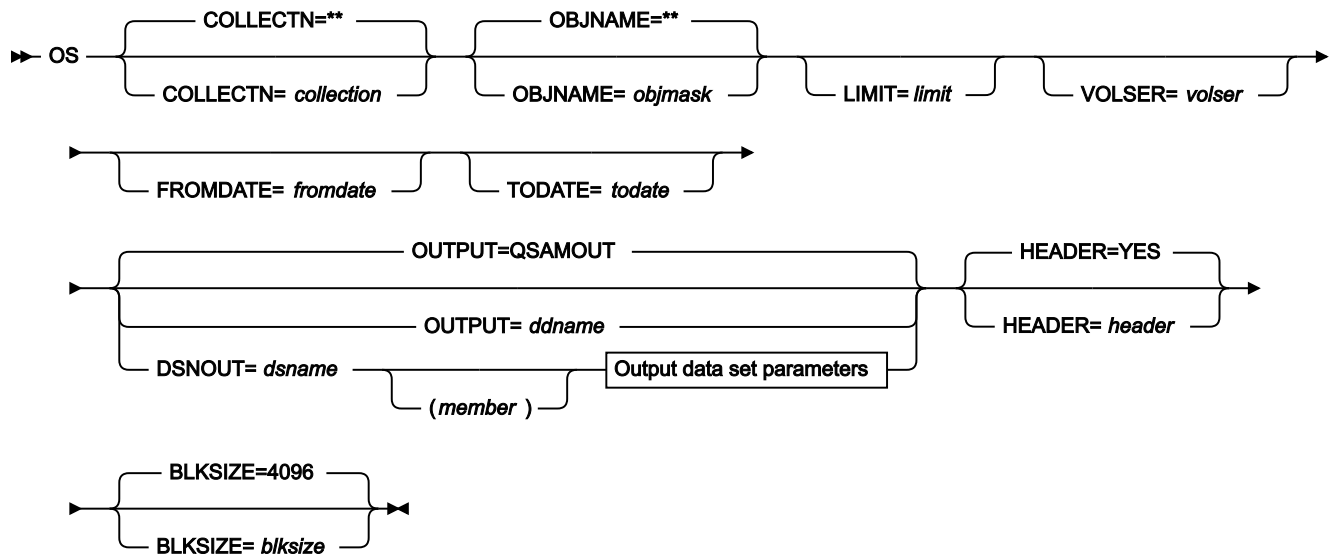 COLLECTN=** OBJNAME=**
OS
COLLECTN= collection OBJNAME= objmask LIMIT= limit VOLSER= volser
FROMDATE= fromdate TODATE= todate
OUTPUT=QSAMOUT HEADER=YES
OUTPUT= ddname HEADER= header
DSNOUT= dsname Output data set parameters
(member )
BLKSIZE=4096
BLKSIZE= blksize